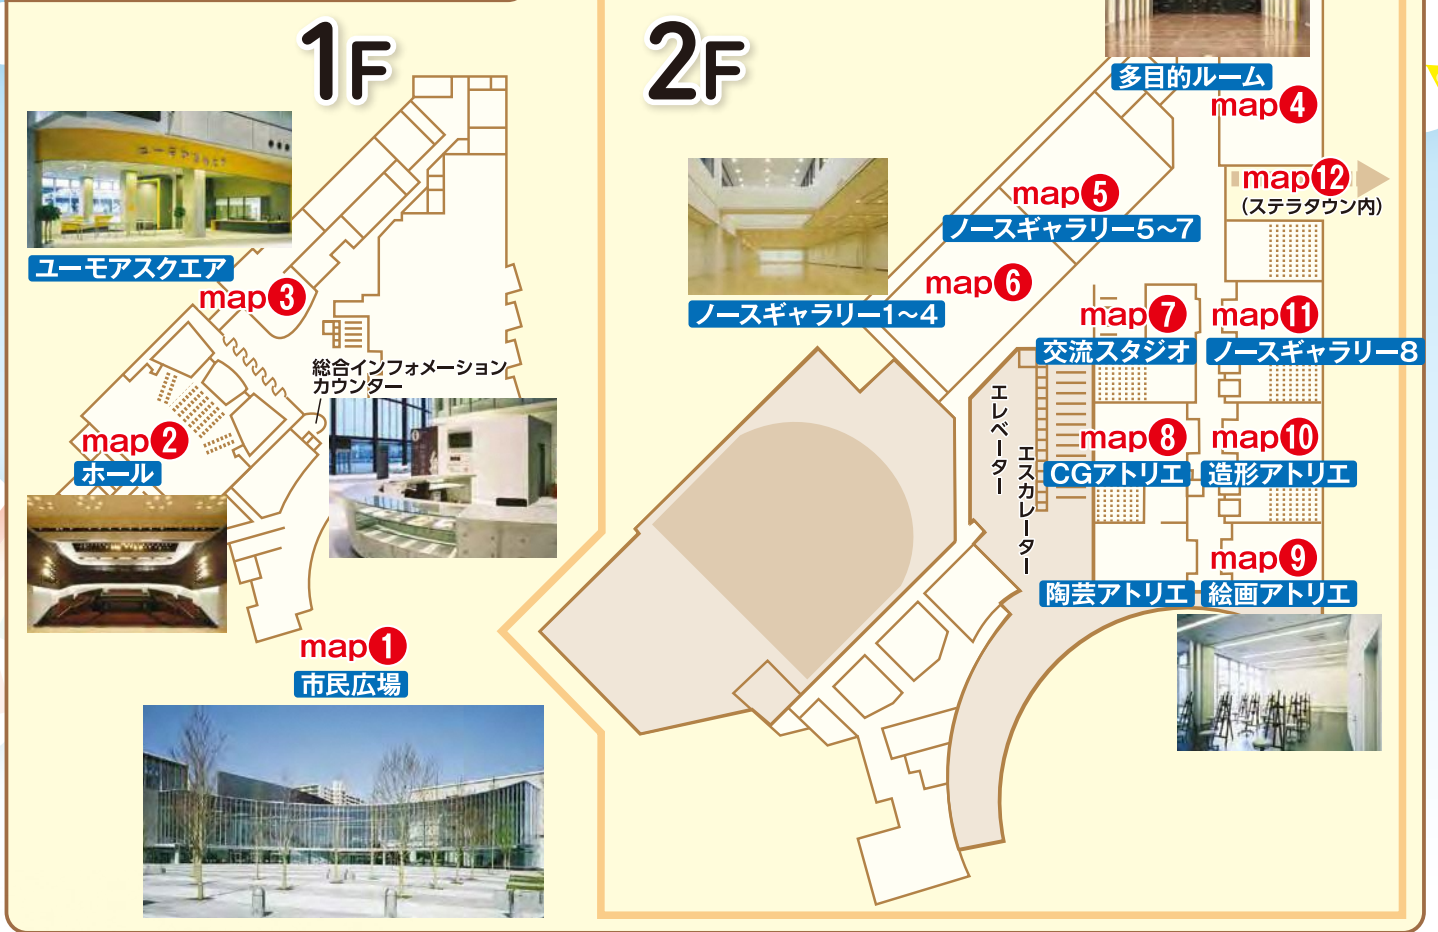 1F
ユーモアスクエア
map3
総合インフォメーション
カウンター
map2
ホール
map1
市民広場
2F
多目的ルーム
map4
map12
(ステラタウン内)
map5
ノースギャラリー5〜7
map6
ノースギャラリー1〜4
map7
交流スタジオ
map11
ノースギャラリー8
エレベーター
エスカレーター
map8
CGアトリエ
map10
造形アトリエ
陶芸アトリエ
map9
絵画アトリエ